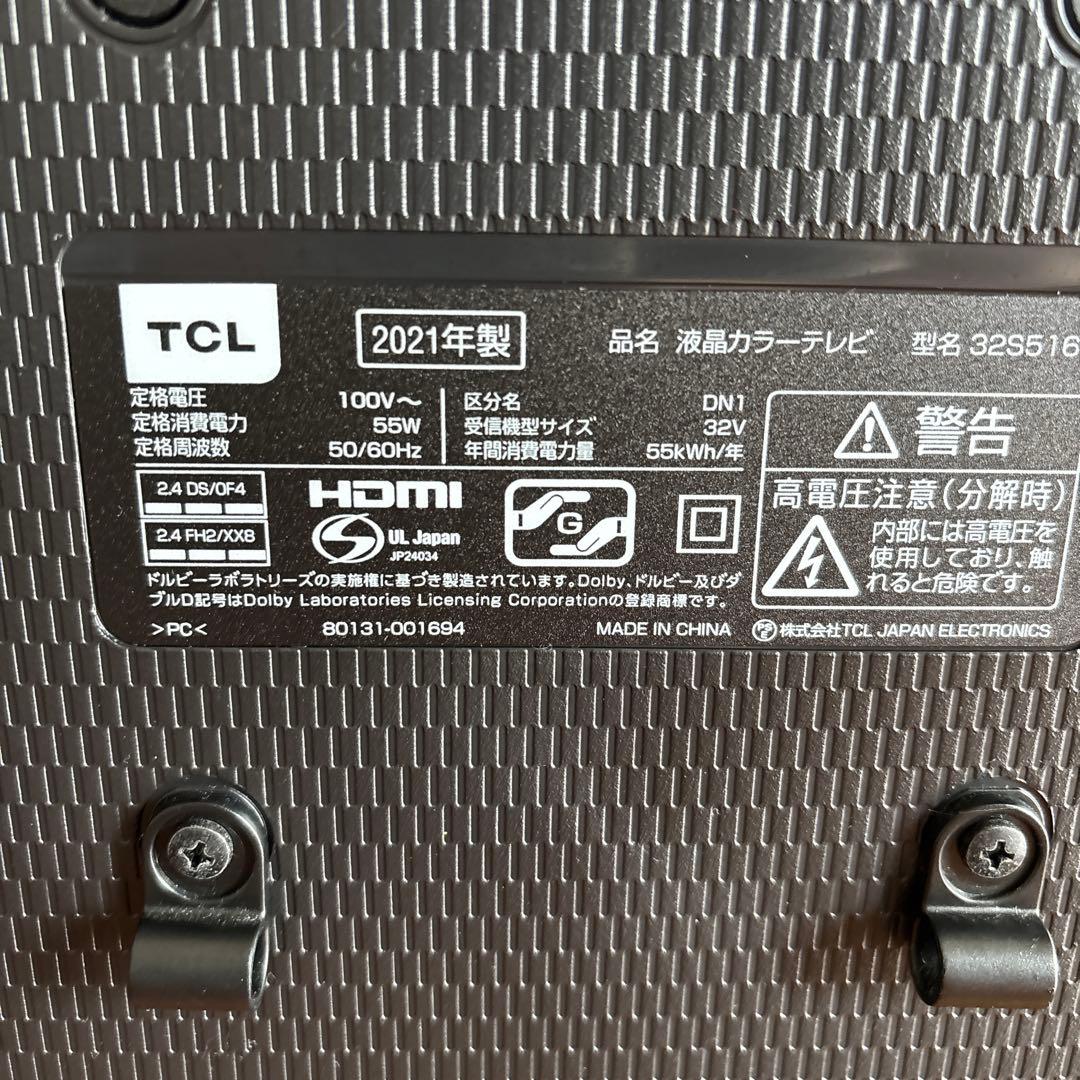 TCL
2021年製
品名 液晶カラーテレビ
型名 32S516
定格電圧 100V～
定格消費電力 55W
定格周波数 50/60Hz
区分名 DN1
受信機型サイズ 32V
年間消費電力量 55kWh/年
2.4 DS/OF4
2.4 FH2/XX8
HDMI
S
UL Japan
JP24034
G
警告
高電圧注意(分解時)
内部には高電圧を
使用しており、触
れると危険です。
ドルビーラボラトリーズの実施権に基づき製造されています。Dolby、ドルビー及びダ
ブルD記号はDolby Laboratories Licensing Corporationの登録商標です。
>PC<
80131-001694
MADE IN CHINA
PSE 株式会社TCL JAPAN ELECTRONICS